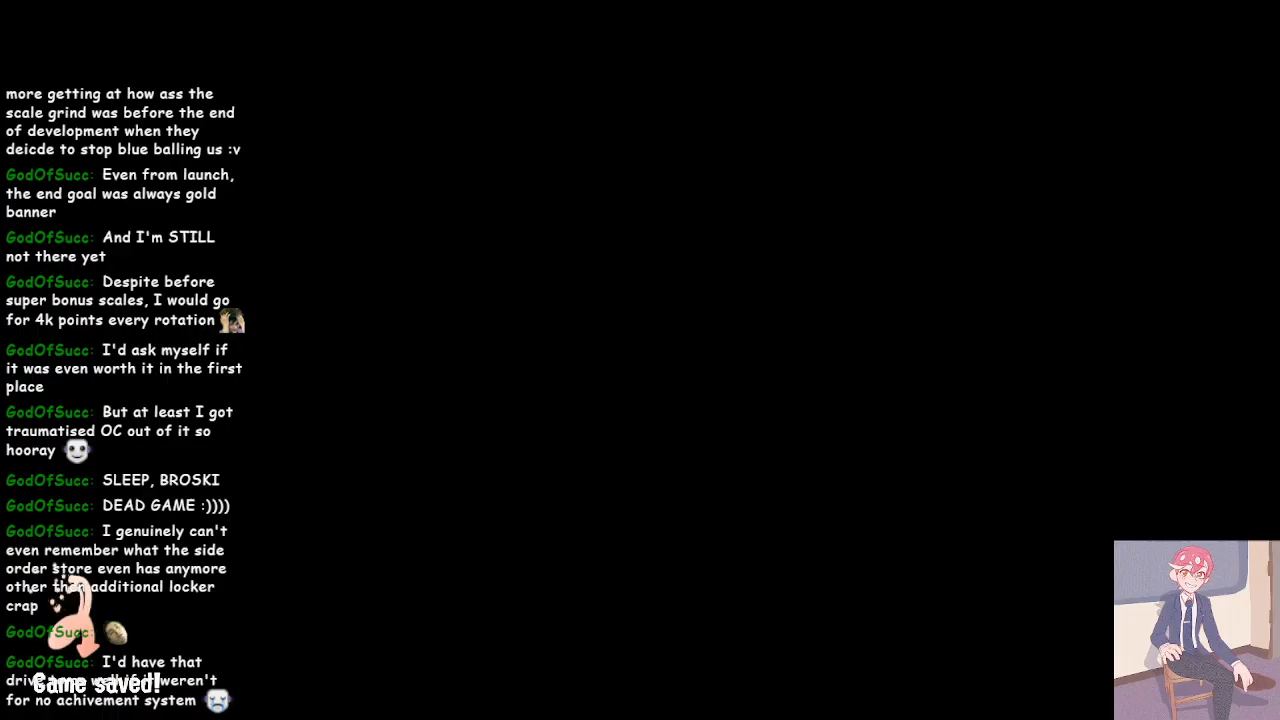 more getting at how ass the
scale grind was before the end
of development when they
deicde to stop blue balling us :v
GodOfSucc: Even from launch,
the end goal was always gold
banner
GodOfSucc: And I'm STILL
not there yet
GodOfSucc: Despite before
super bonus scales, I would go
for 4k points every rotation
GodOfSucc: I'd ask myself if
it was even worth it in the first
place
GodOfSucc: But at least I got
traumatised OC out of it so
hooray
GodOfSucc: SLEEP, BROSKI
GodOfSucc: DEAD GAME :))))
GodOfSucc: I genuinely can't
even remember what the side
order store even has anymore
other than additional locker
crap
GodOfSucc:
GodOfSucc: I'd have that
weren't
Game saved!
for no achivement system